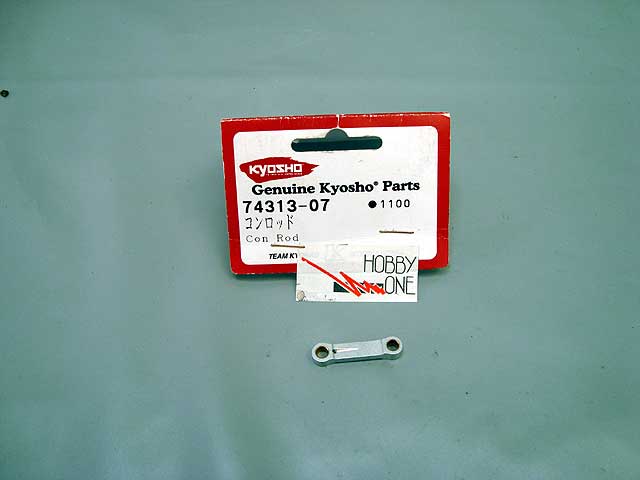 KYOSHO
Genuine Kyosho® Parts
74313-07 ●1100
コンロッド
Con Rod
TEAM KY
HOBBY
ONE